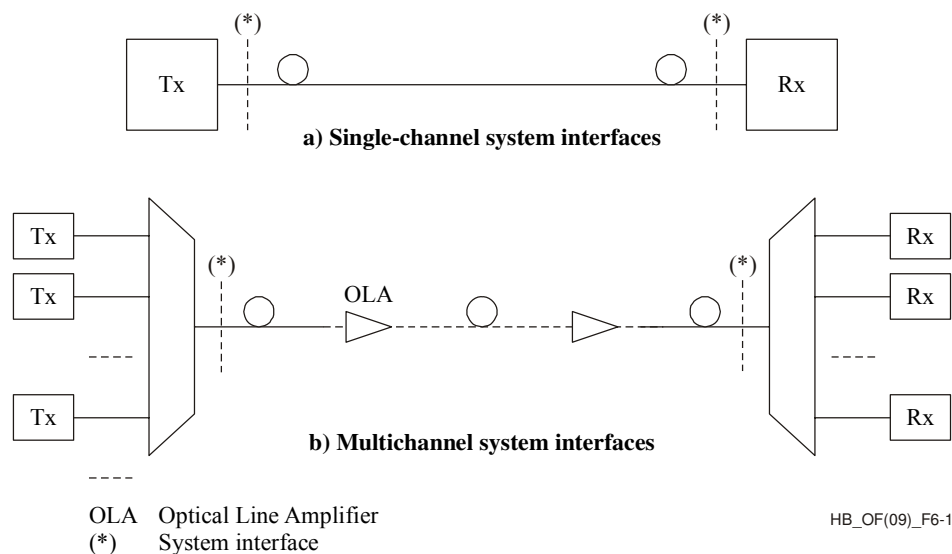 (*) (*)
Tx Rx
a) Single-channel system interfaces
Tx Rx
(*) (*)
Tx OLA Rx
Tx Rx
b) Multichannel system interfaces
OLA Optical Line Amplifier
(*) System interface
HB_OF(09)_F6-1